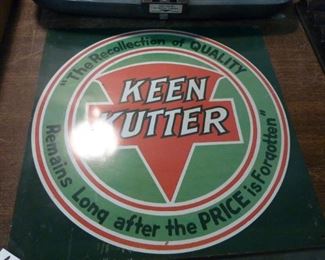 "The Recollection of QUALITY
KEEN
KUTTER
Remains Long after the PRICE is Forgotten"